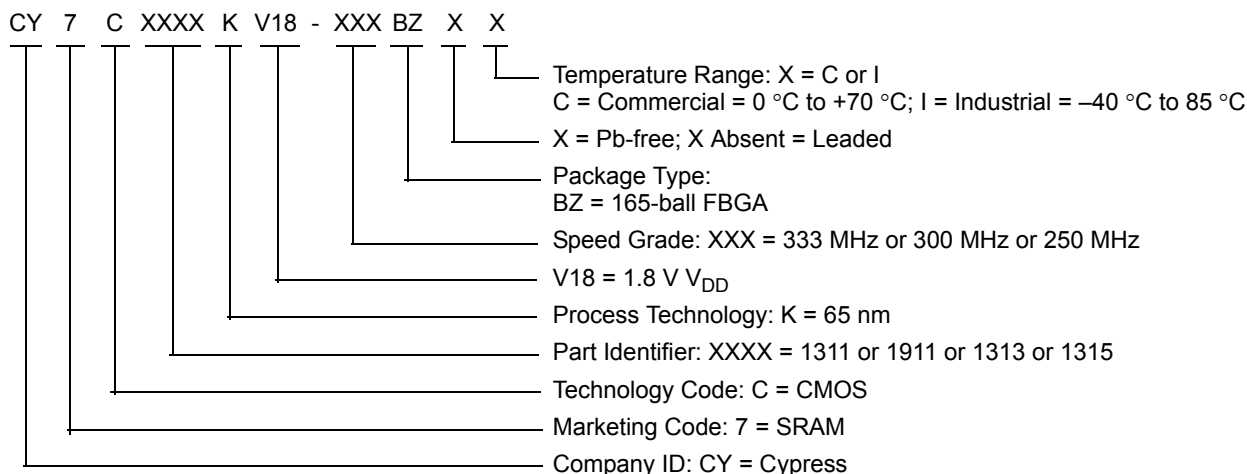 CY 7 C XXXX K V18 - XXX BZ X X
Temperature Range: X = C or I
C = Commercial = 0 °C to +70 °C; I = Industrial = –40 °C to 85 °C
X = Pb-free; X Absent = Leaded
Package Type:
BZ = 165-ball FBGA
Speed Grade: XXX = 333 MHz or 300 MHz or 250 MHz
V18 = 1.8 V VDD
Process Technology: K = 65 nm
Part Identifier: XXXX = 1311 or 1911 or 1313 or 1315
Technology Code: C = CMOS
Marketing Code: 7 = SRAM
Company ID: CY = Cypress